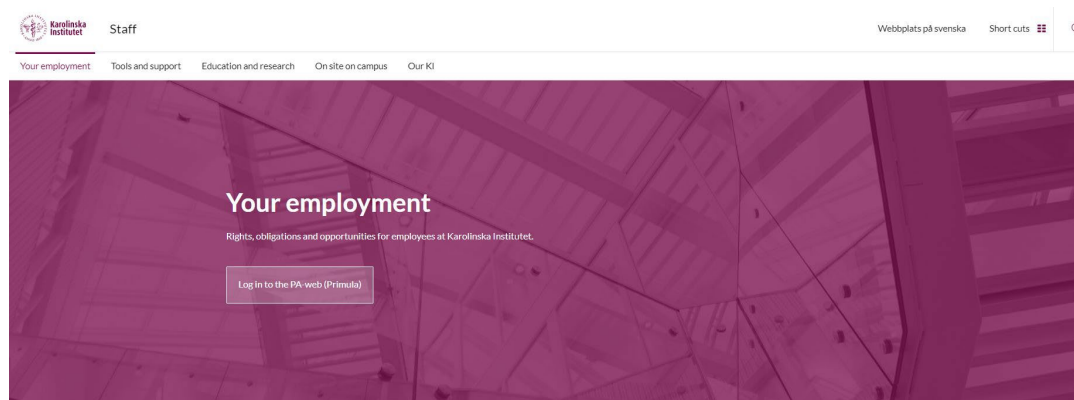 Karolinska
Institutet
Staff
Webbplats på svenska
Short cuts
Your employment
Tools and support
Education and research
On site on campus
Our KI
Your employment
Rights, obligations and opportunities for employees at Karolinska Institutet.
Log in to the PA-web (Primula)